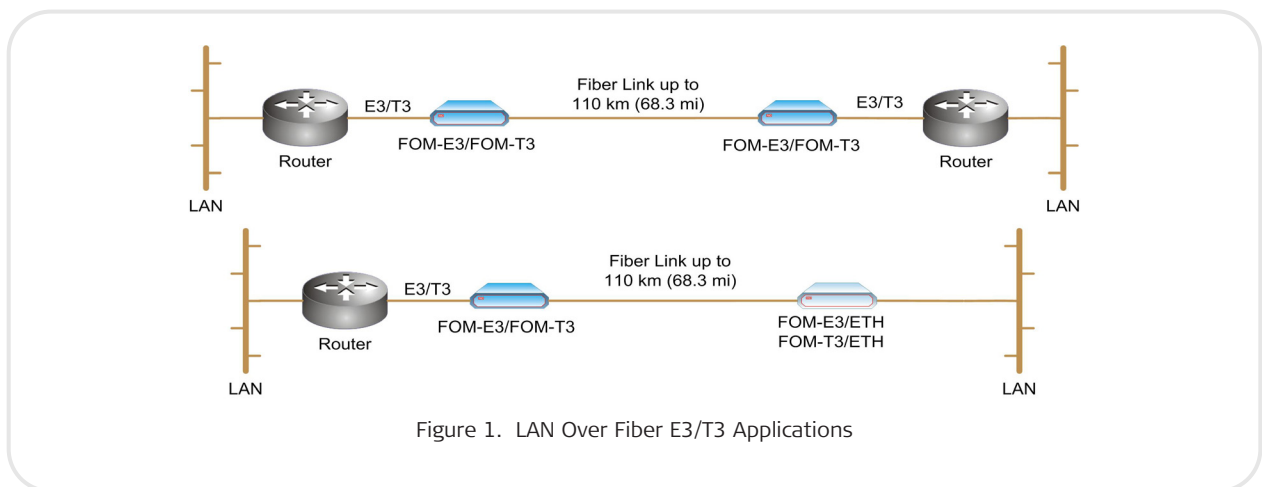 Fiber Link up to
110 km (68.3 mi)
E3/T3
E3/T3
Router
FOM-E3/FOM-T3
FOM-E3/FOM-T3
Router
LAN
LAN
Fiber Link up to
110 km (68.3 mi)
E3/T3
Router
FOM-E3/FOM-T3
FOM-E3/ETH
FOM-T3/ETH
LAN
LAN
Figure 1. LAN Over Fiber E3/T3 Applications